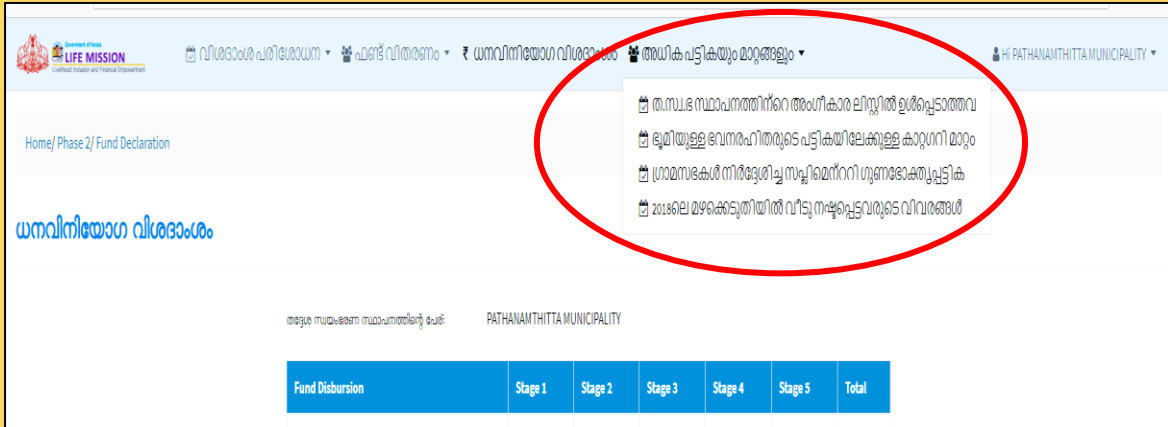 Government of Kerala
LIFE MISSION
Livelihood Inclusion and Financial Empowerment
വിശദാംശ പരിശോധന
ഫണ്ട് വിതരണം
₹ ധനവിനിയോഗ വിശദാംശം
അധിക പട്ടികയും മാറ്റങ്ങളും
Hi PATHANAMTHITTA MUNICIPALITY
ത.സ്വ.ഭ സ്ഥാപനത്തിന്റെ അംഗീകാര ലിസ്റ്റിൽ ഉൾപ്പെടാത്തവ
ഭൂമിയുള്ള ഭവനരഹിതരുടെ പട്ടികയിലേക്കുള്ള കാറ്റഗറി മാറ്റം
ഗ്രാമസഭകൾ നിർദ്ദേശിച്ച സപ്ലിമെന്ററി ഗുണഭോക്തൃപ്പട്ടിക
2018ലെ മഴക്കെടുതിയിൽ വീടു നഷ്ടപ്പെട്ടവരുടെ വിവരങ്ങൾ
Home/ Phase 2/ Fund Declaration
ധനവിനിയോഗ വിശദാംശം
തദ്ദേശ സ്വയംഭരണ സ്ഥാപനത്തിന്റെ പേര്: PATHANAMTHITTA MUNICIPALITY
Fund Disbursion Stage 1 Stage 2 Stage 3 Stage 4 Stage 5 Total